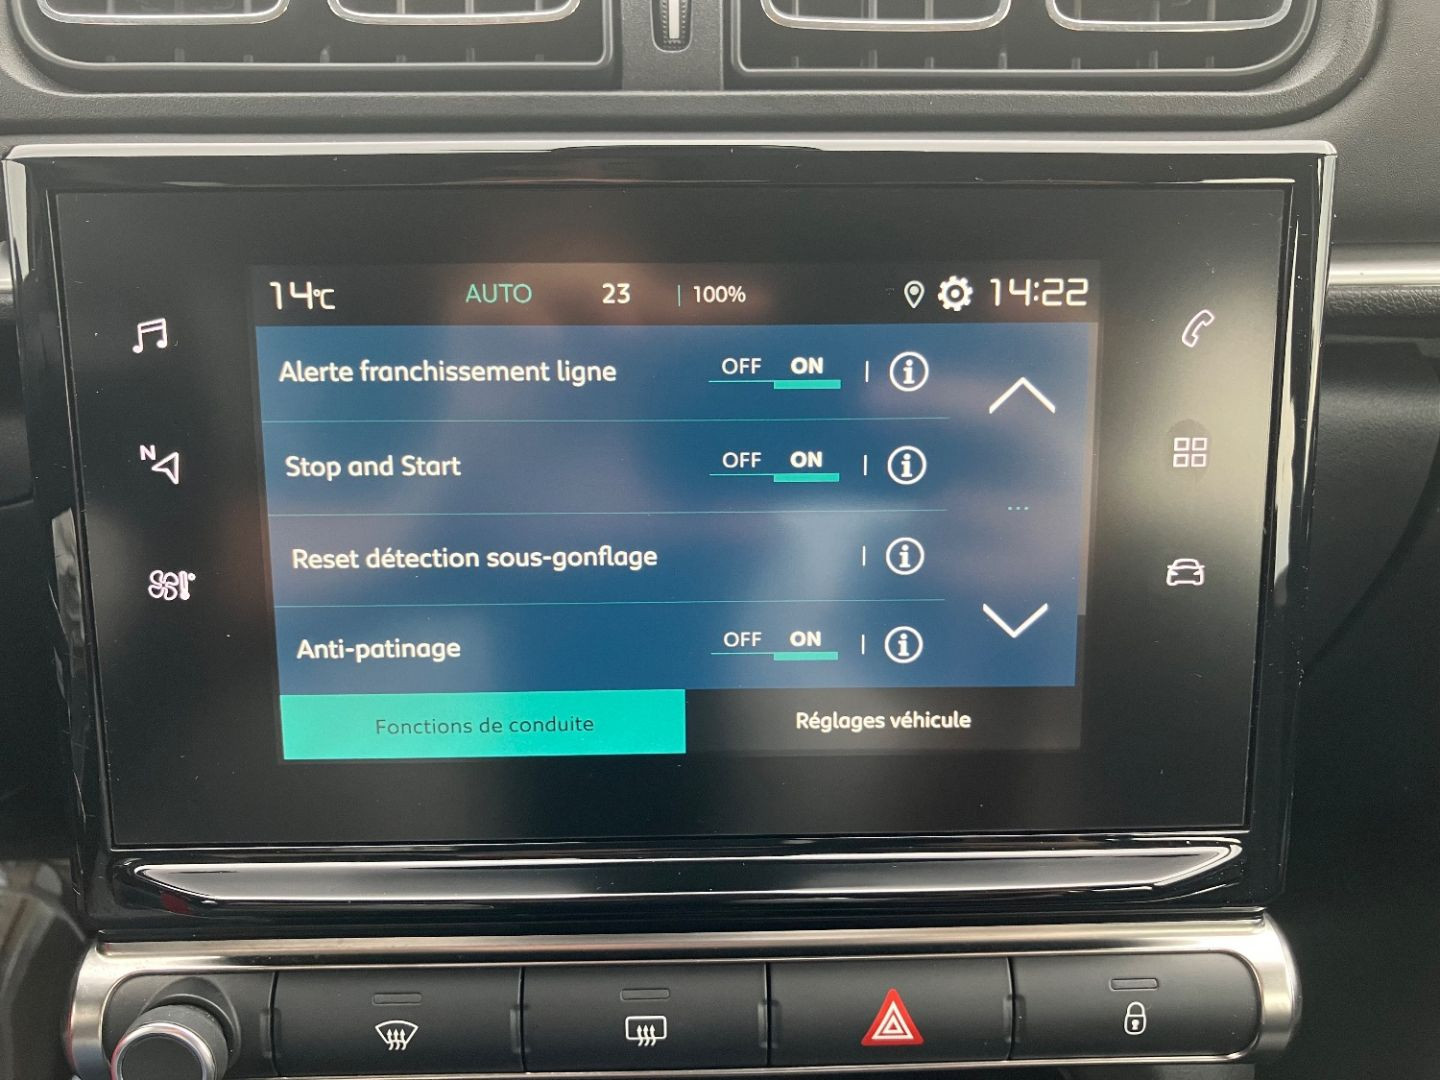 14°C AUTO 23 | 100% 14:22
Alerte franchissement ligne OFF ON
Stop and Start OFF ON
Reset détection sous-gonflage
Anti-patinage OFF ON
Fonctions de conduite Réglages véhicule
N